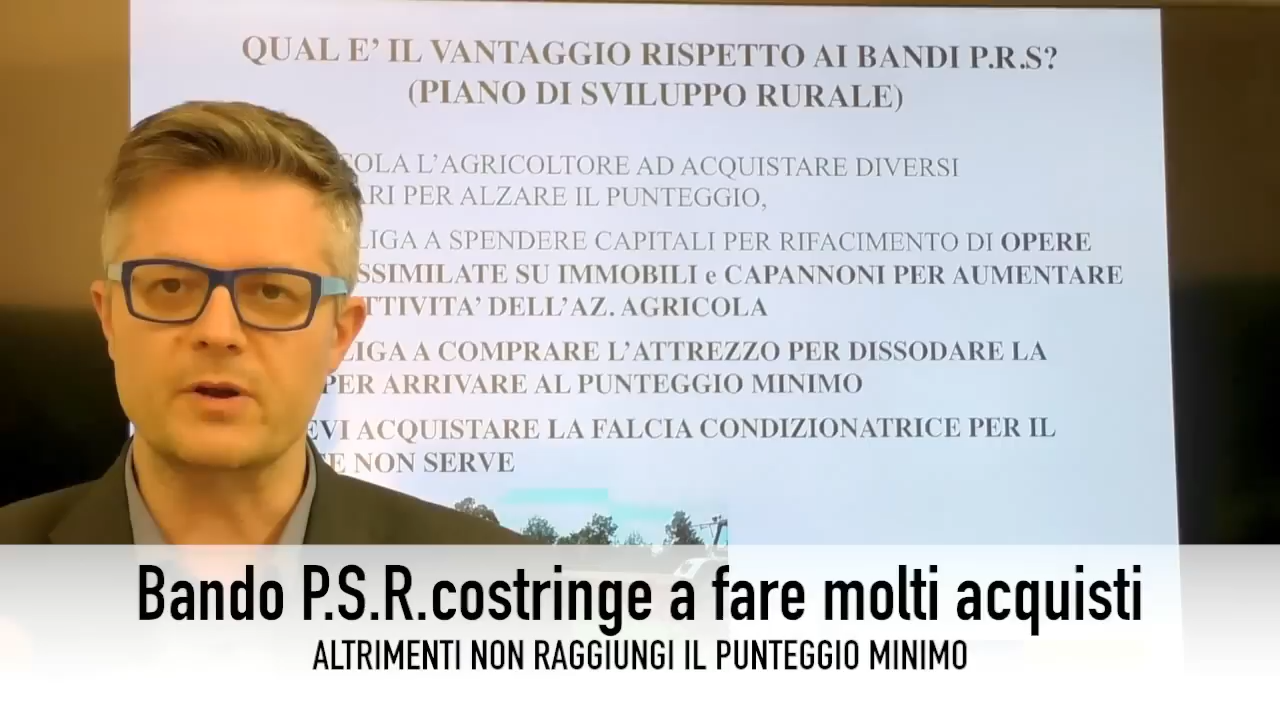 QUAL E' IL VANTAGGIO RISPETTO AI BANDI P.R.S?
(PIANO DI SVILUPPO RURALE)
L'AGRICOLTORE AD ACQUISTARE DIVERSI
PER ALZARE IL PUNTEGGIO,
A SPENDERE CAPITALI PER RIFACIMENTO DI OPERE
SU IMMOBILI e CAPANNONI PER AUMENTARE
DELL'AZ. AGRICOLA
A COMPRARE L'ATTREZZO PER DISSODARE LA
PER ARRIVARE AL PUNTEGGIO MINIMO
ACQUISTARE LA FALCIA CONDIZIONATRICE PER IL
NON SERVE
Bando P.S.R.costringe a fare molti acquisti
ALTRIMENTI NON RAGGIUNGI IL PUNTEGGIO MINIMO